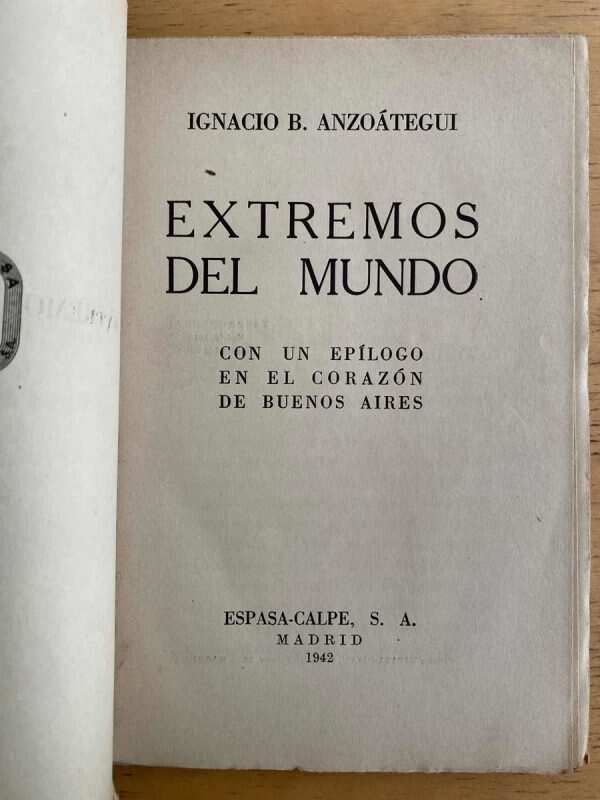 IGNACIO B. ANZOÁTEGUI
EXTREMOS
DEL MUNDO
CON UN EPÍLOGO
EN EL CORAZÓN
DE BUENOS AIRES
ESPASA-CALPE, S. A.
MADRID
1942